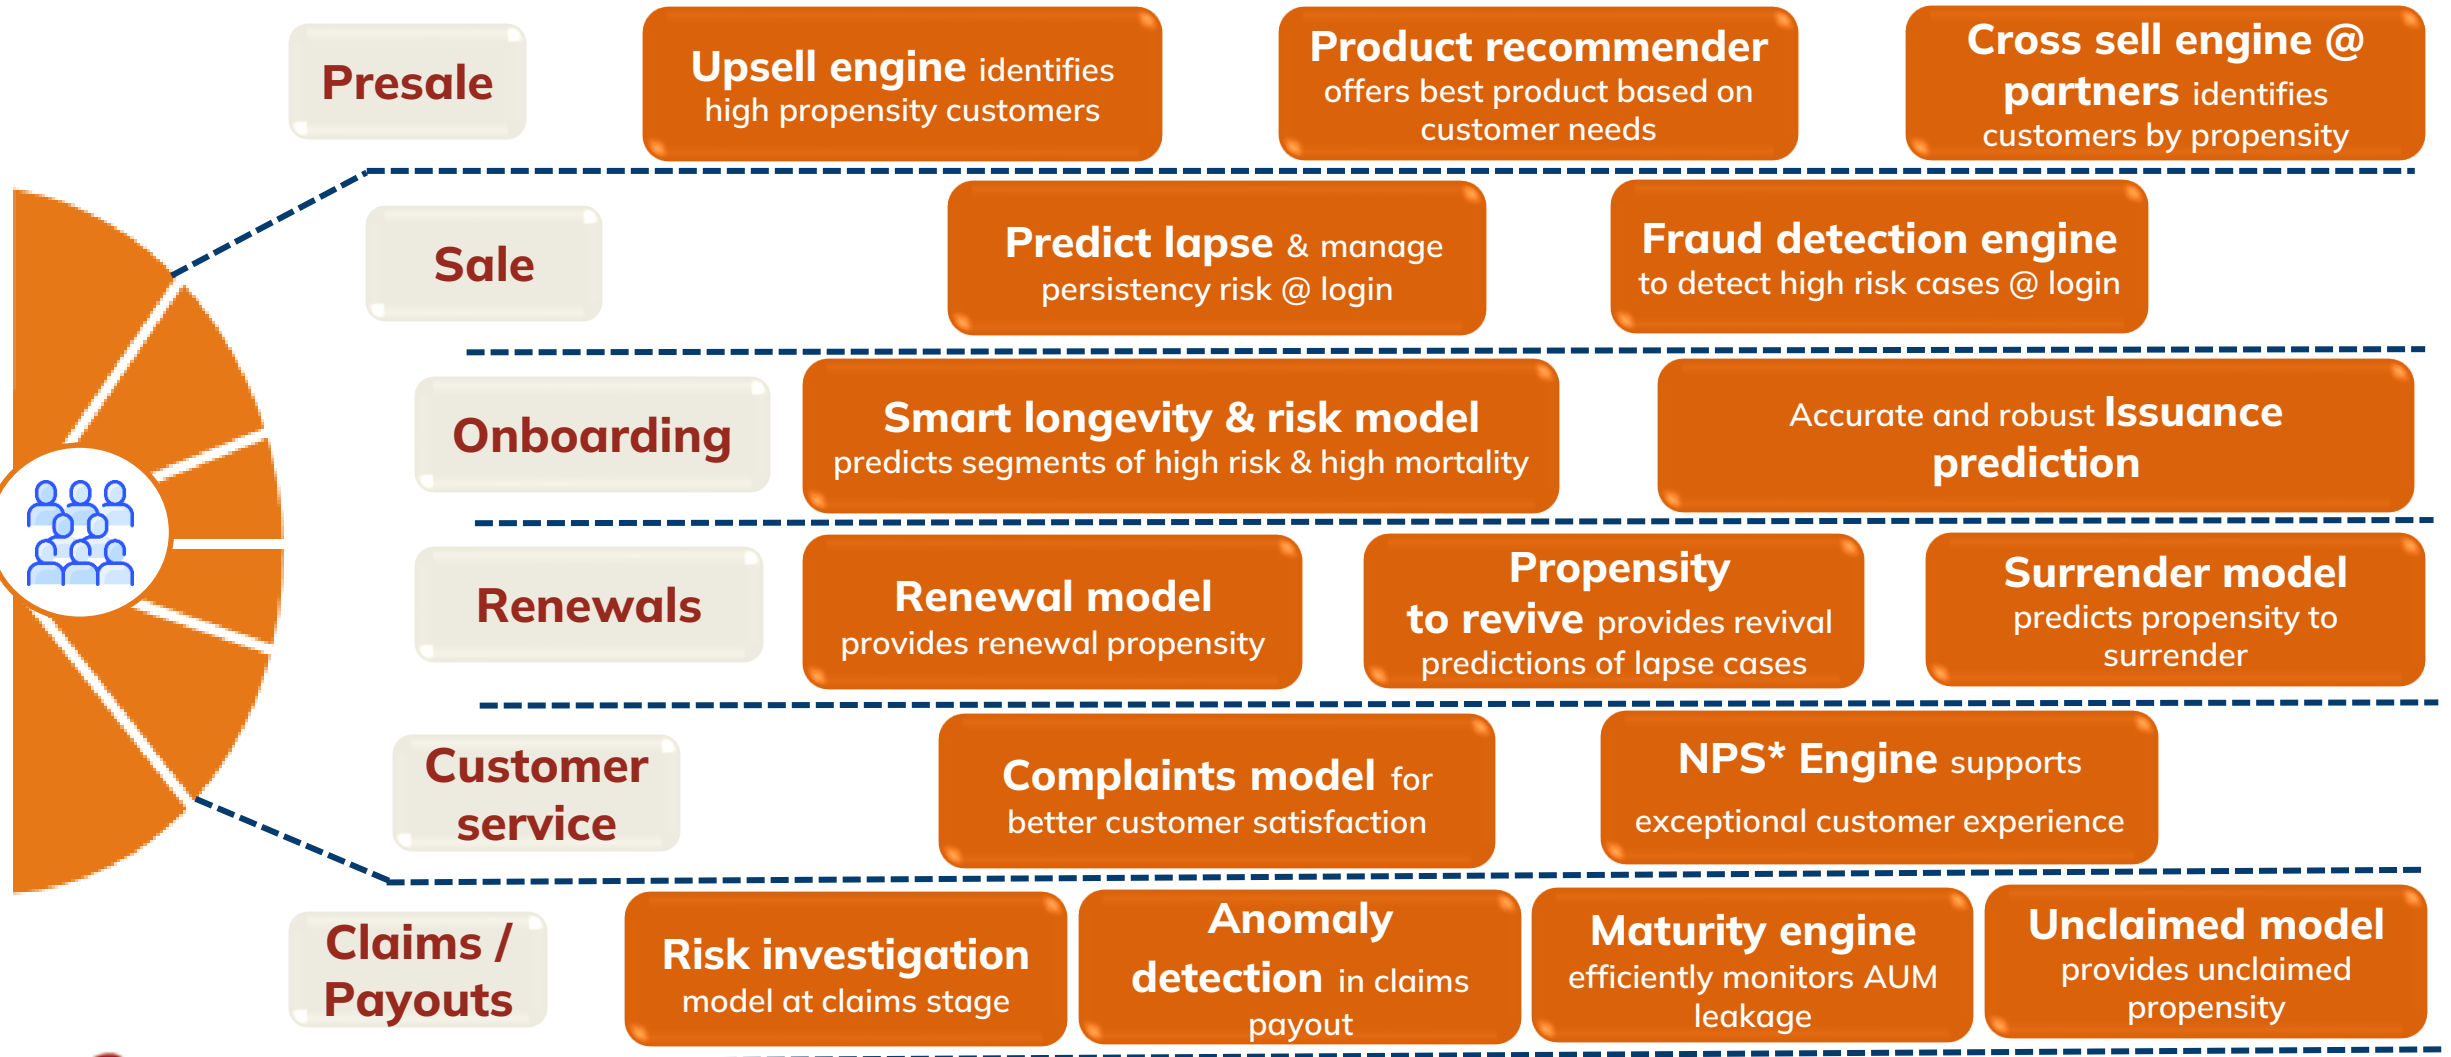 Presale
Upsell engine identifies
high propensity customers
Product recommender
offers best product based on
customer needs
Cross sell engine @
partners identifies
customers by propensity
Sale
Predict lapse & manage
persistency risk @ login
Fraud detection engine
to detect high risk cases @ login
Onboarding
Smart longevity & risk model
predicts segments of high risk & high mortality
Accurate and robust Issuance
prediction
Renewals
Renewal model
provides renewal propensity
Propensity
to revive provides revival
predictions of lapse cases
Surrender model
predicts propensity to
surrender
Customer
service
Complaints model for
better customer satisfaction
NPS* Engine supports
exceptional customer experience
Claims /
Payouts
Risk investigation
model at claims stage
Anomaly
detection in claims
payout
Maturity engine
efficiently monitors AUM
leakage
Unclaimed model
provides unclaimed
propensity